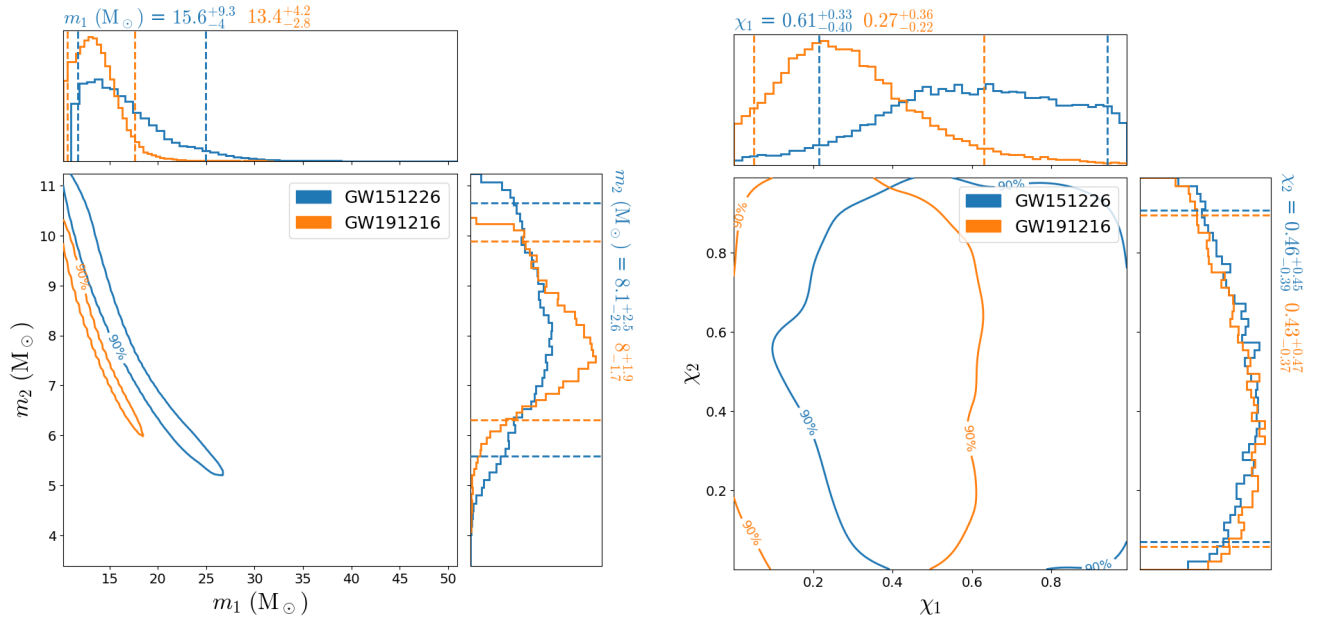 m₁ (M⊙) = 15.6⁺⁹·³₋₄ 13.4⁺⁴·²₋₂.₈
GW151226
GW191216
90%
90%
11
10
9
8
7
6
5
4
m₂ (M⊙)
15 20 25 30 35 40 45 50
m₁ (M⊙)
m₂ (M⊙) = 8.1⁺²·⁵₋₂.₆ 8⁺¹·⁹₋₁.₇
χ₁ = 0.61⁺⁰·³³₋₀.₄₀ 0.27⁺⁰·³⁶₋₀.₂₂
90%
90%
GW151226
GW191216
90%
90%
90%
90%
0.8
0.6
0.4
0.2
χ₂
0.2 0.4 0.6 0.8
χ₁
χ₂ = 0.46⁺⁰·⁴⁵₋₀.₃₉ 0.43⁺⁰·⁴⁷₋₀.₃₇